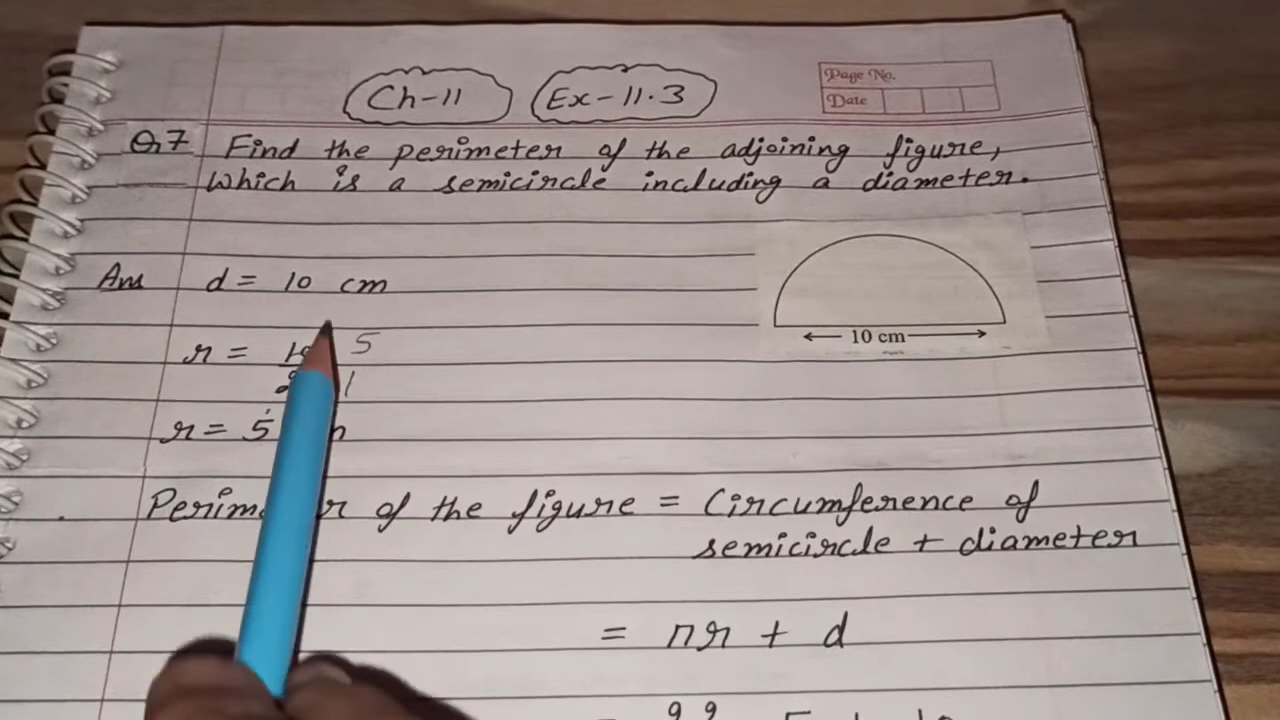 Ch-11 Ex-11.3
Page No.
Date
Q7 Find the perimeter of the adjoining figure,
which is a semicircle including a diameter.
Ans d = 10 cm
10 cm
r = 5
1
r = 5
of the figure = Circumference of
semicircle + diameter
= πr + d